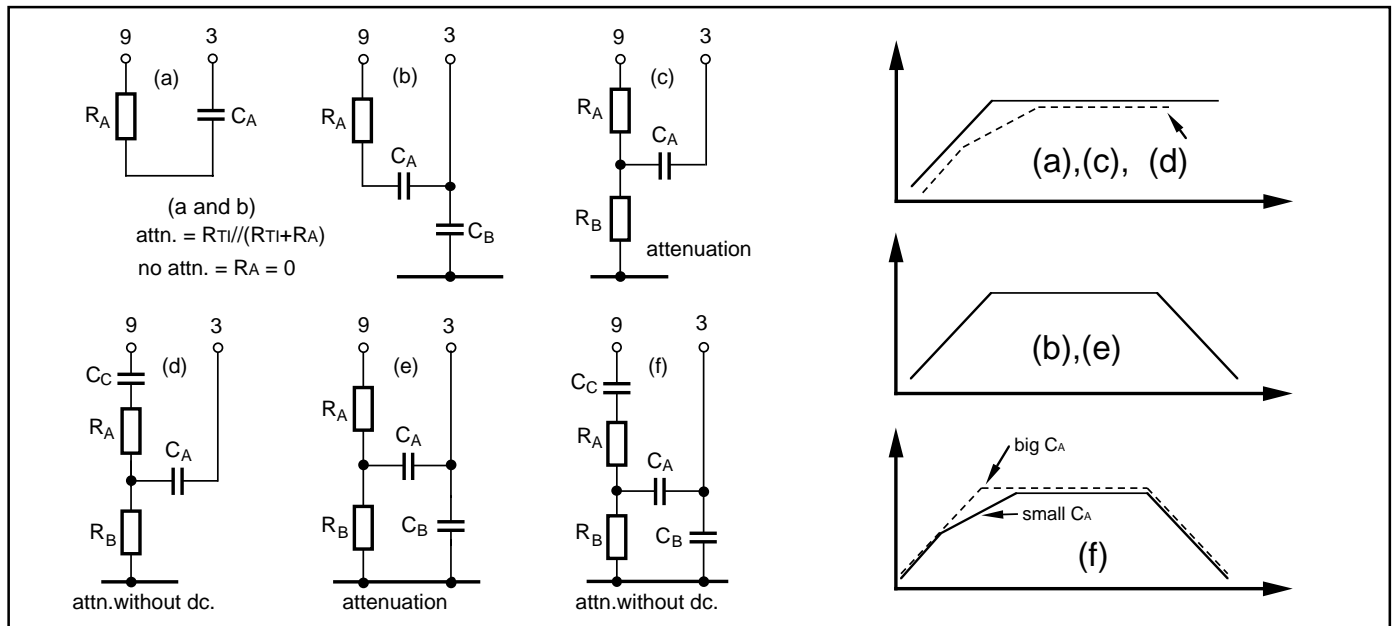 9 3
(a)
RA
CA
(a and b)
attn. = RTI//(RTI+RA)
no attn. = RA = 0
9 3
(b)
RA
CA
CB
9 3
(c)
RA
CA
RB
attenuation
(a),(c), (d)
(b),(e)
9 3
(d)
CC
RA
CA
RB
attn.without dc.
9 3
(e)
RA
CA
RB
CB
attenuation
9 3
(f)
CC
RA
CA
RB
CB
attn.without dc.
big CA
small CA
(f)